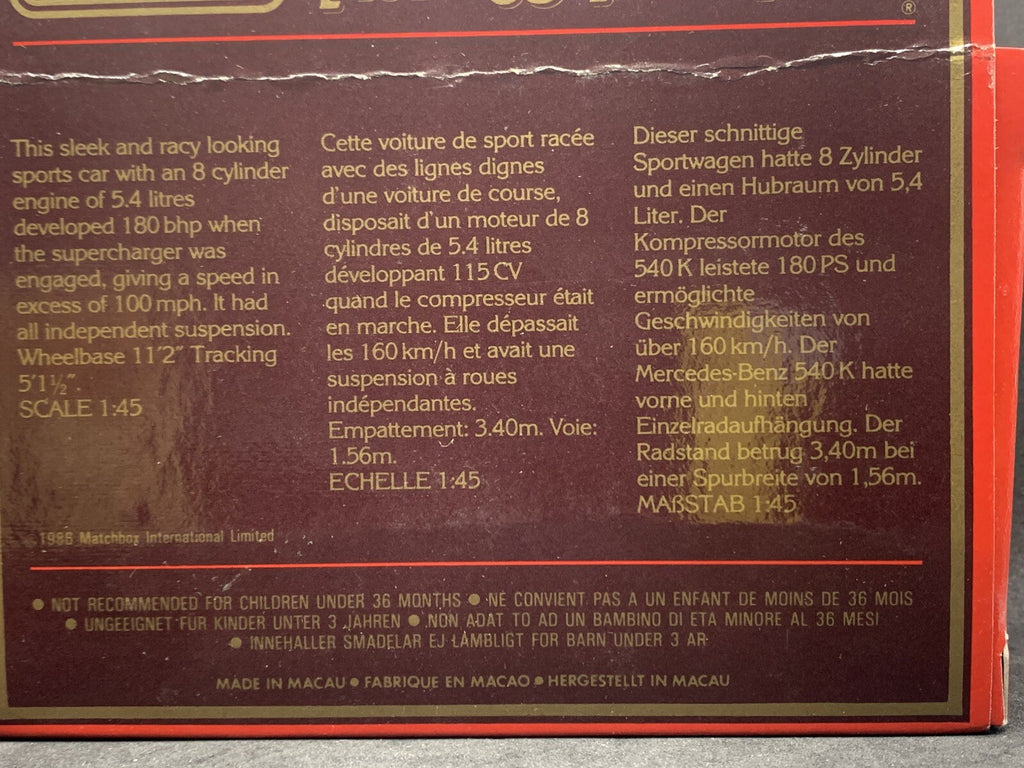 ®
This sleek and racy looking
sports car with an 8 cylinder
engine of 5.4 litres
developed 180 bhp when
the supercharger was
engaged, giving a speed in
excess of 100 mph. It had
all independent suspension.
Wheelbase 11'2" Tracking
5'1½".
SCALE 1:45
Cette voiture de sport racée
avec des lignes dignes
d'une voiture de course,
disposait d'un moteur de 8
cylindres de 5.4 litres
développant 115 CV
quand le compresseur était
en marche. Elle dépassait
les 160 km/h et avait une
suspension à roues
indépendantes.
Empattement: 3.40m. Voie:
1.56m.
ECHELLE 1:45
Dieser schnittige
Sportwagen hatte 8 Zylinder
und einen Hubraum von 5,4
Liter. Der
Kompressormotor des
540 K leistete 180 PS und
ermöglichte
Geschwindigkeiten von
über 160 km/h. Der
Mercedes-Benz 540 K hatte
vorne und hinten
Einzelradaufhängung. Der
Radstand betrug 3,40m bei
einer Spurbreite von 1,56m.
MAßSTAB 1:45
Matchbox International Limited
● NOT RECOMMENDED FOR CHILDREN UNDER 36 MONTHS ● NE CONVIENT PAS A UN ENFANT DE MOINS DE 36 MOIS
● UNGEEIGNET FUR KINDER UNTER 3 JAHREN ● NON ADAT TO AD UN BAMBINO DI ETA MINORE AL 36 MESI
● INNEHALLER SMADELAR EJ LAMBLIGT FOR BARN UNDER 3 AR
MADE IN MACAU ● FABRIQUE EN MACAO ● HERGESTELLT IN MACAU